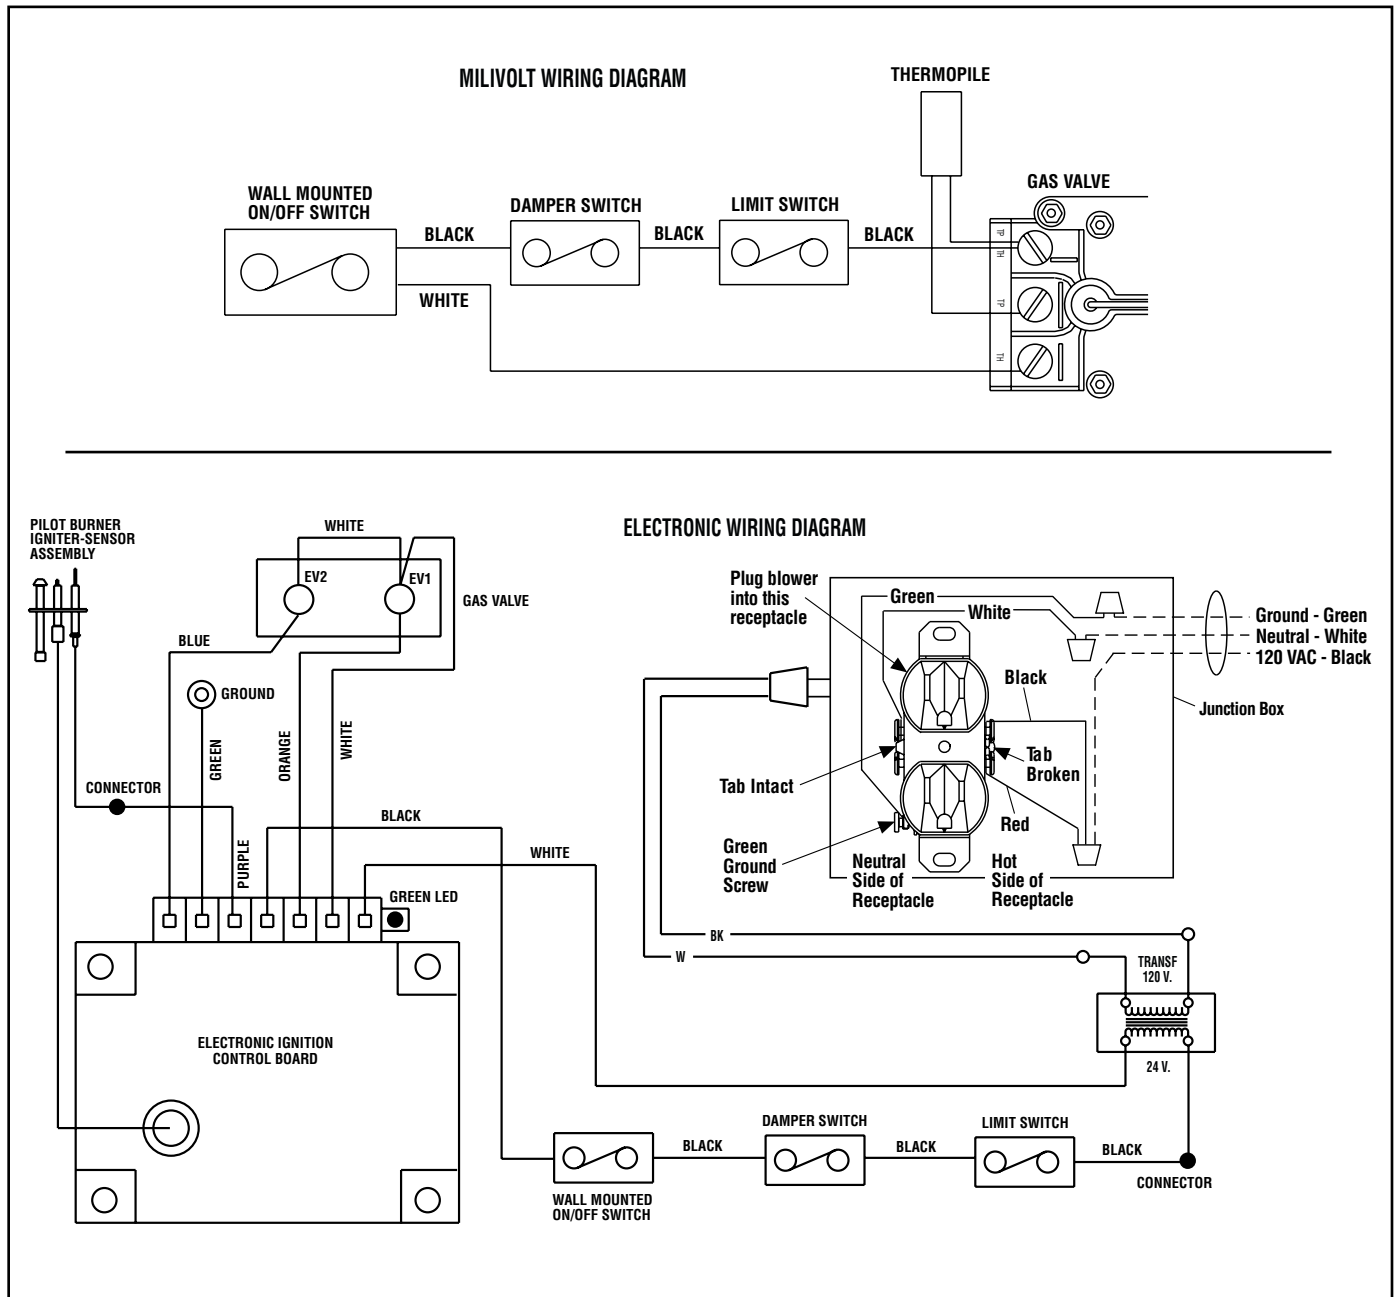 MILIVOLT WIRING DIAGRAM
THERMOPILE
GAS VALVE
WALL MOUNTED
ON/OFF SWITCH
DAMPER SWITCH
LIMIT SWITCH
BLACK
BLACK
BLACK
WHITE
TP
TH
TP
TH
ELECTRONIC WIRING DIAGRAM
PILOT BURNER
IGNITER-SENSOR
ASSEMBLY
WHITE
EV2
EV1
GAS VALVE
BLUE
GROUND
GREEN
ORANGE
WHITE
CONNECTOR
PURPLE
BLACK
WHITE
GREEN LED
ELECTRONIC IGNITION
CONTROL BOARD
Plug blower
into this
receptacle
Green
White
Ground - Green
Neutral - White
120 VAC - Black
Black
Junction Box
Tab Intact
Tab
Broken
Red
Green
Ground
Screw
Neutral
Side of
Receptacle
Hot
Side of
Receptacle
BK
W
TRANSF
120 V.
24 V.
WALL MOUNTED
ON/OFF SWITCH
BLACK
DAMPER SWITCH
BLACK
LIMIT SWITCH
BLACK
CONNECTOR